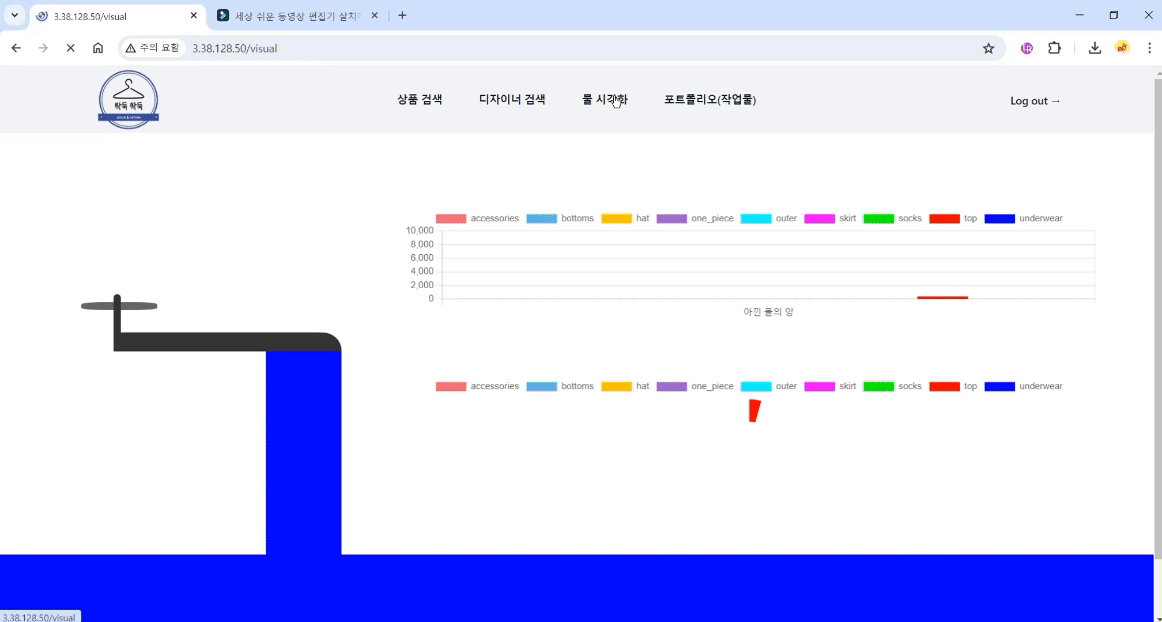 3.38.128.50/visual
세상 쉬운 동영상 편집기 설치
주의 요함 3.38.128.50/visual
싹둑 싹둑
상품 검색 디자이너 검색 물 시각화 포트폴리오(작업물) Log out →
accessories bottoms hat one_piece outer skirt socks top underwear
10,000
8,000
6,000
4,000
2,000
0
아낀 물의 양
accessories bottoms hat one_piece outer skirt socks top underwear
3.38.128.50/visual